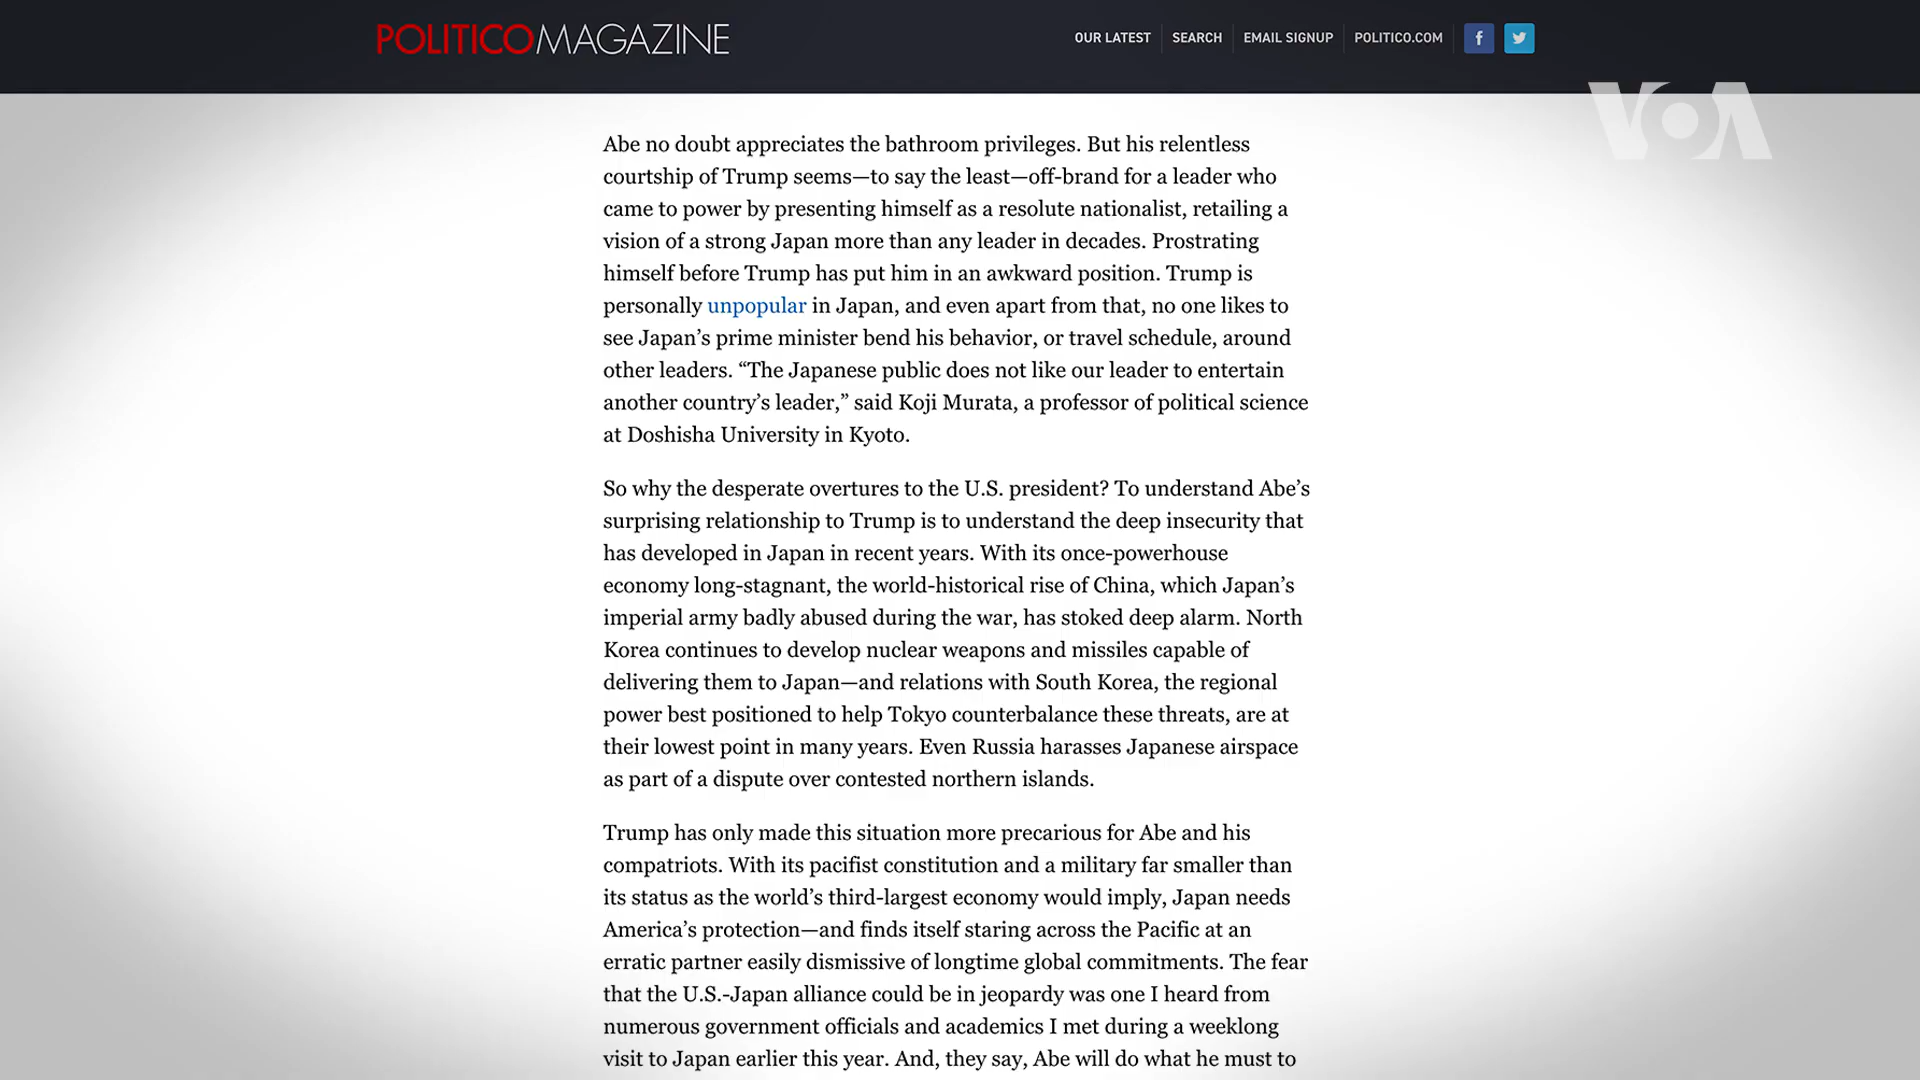 POLITICOMAGAZINE
OUR LATEST
SEARCH
EMAIL SIGNUP
POLITICO.COM
f
VOA
Abe no doubt appreciates the bathroom privileges. But his relentless
courtship of Trump seems—to say the least—off-brand for a leader who
came to power by presenting himself as a resolute nationalist, retailing a
vision of a strong Japan more than any leader in decades. Prostrating
himself before Trump has put him in an awkward position. Trump is
personally unpopular in Japan, and even apart from that, no one likes to
see Japan’s prime minister bend his behavior, or travel schedule, around
other leaders. “The Japanese public does not like our leader to entertain
another country’s leader,” said Koji Murata, a professor of political science
at Doshisha University in Kyoto.
So why the desperate overtures to the U.S. president? To understand Abe’s
surprising relationship to Trump is to understand the deep insecurity that
has developed in Japan in recent years. With its once-powerhouse
economy long-stagnant, the world-historical rise of China, which Japan’s
imperial army badly abused during the war, has stoked deep alarm. North
Korea continues to develop nuclear weapons and missiles capable of
delivering them to Japan—and relations with South Korea, the regional
power best positioned to help Tokyo counterbalance these threats, are at
their lowest point in many years. Even Russia harasses Japanese airspace
as part of a dispute over contested northern islands.
Trump has only made this situation more precarious for Abe and his
compatriots. With its pacifist constitution and a military far smaller than
its status as the world’s third-largest economy would imply, Japan needs
America’s protection—and finds itself staring across the Pacific at an
erratic partner easily dismissive of longtime global commitments. The fear
that the U.S.-Japan alliance could be in jeopardy was one I heard from
numerous government officials and academics I met during a weeklong
visit to Japan earlier this year. And, they say, Abe will do what he must to